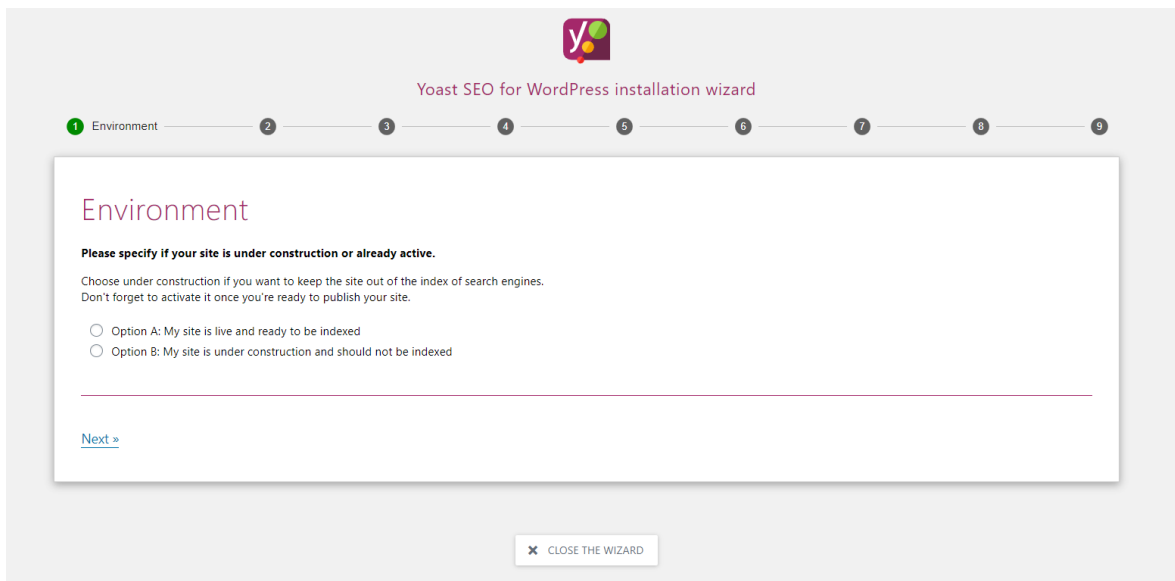 y
Yoast SEO for WordPress installation wizard
1 Environment 2 3 4 5 6 7 8 9
Environment
Please specify if your site is under construction or already active.
Choose under construction if you want to keep the site out of the index of search engines.
Don't forget to activate it once you're ready to publish your site.
Option A: My site is live and ready to be indexed
Option B: My site is under construction and should not be indexed
Next »
CLOSE THE WIZARD